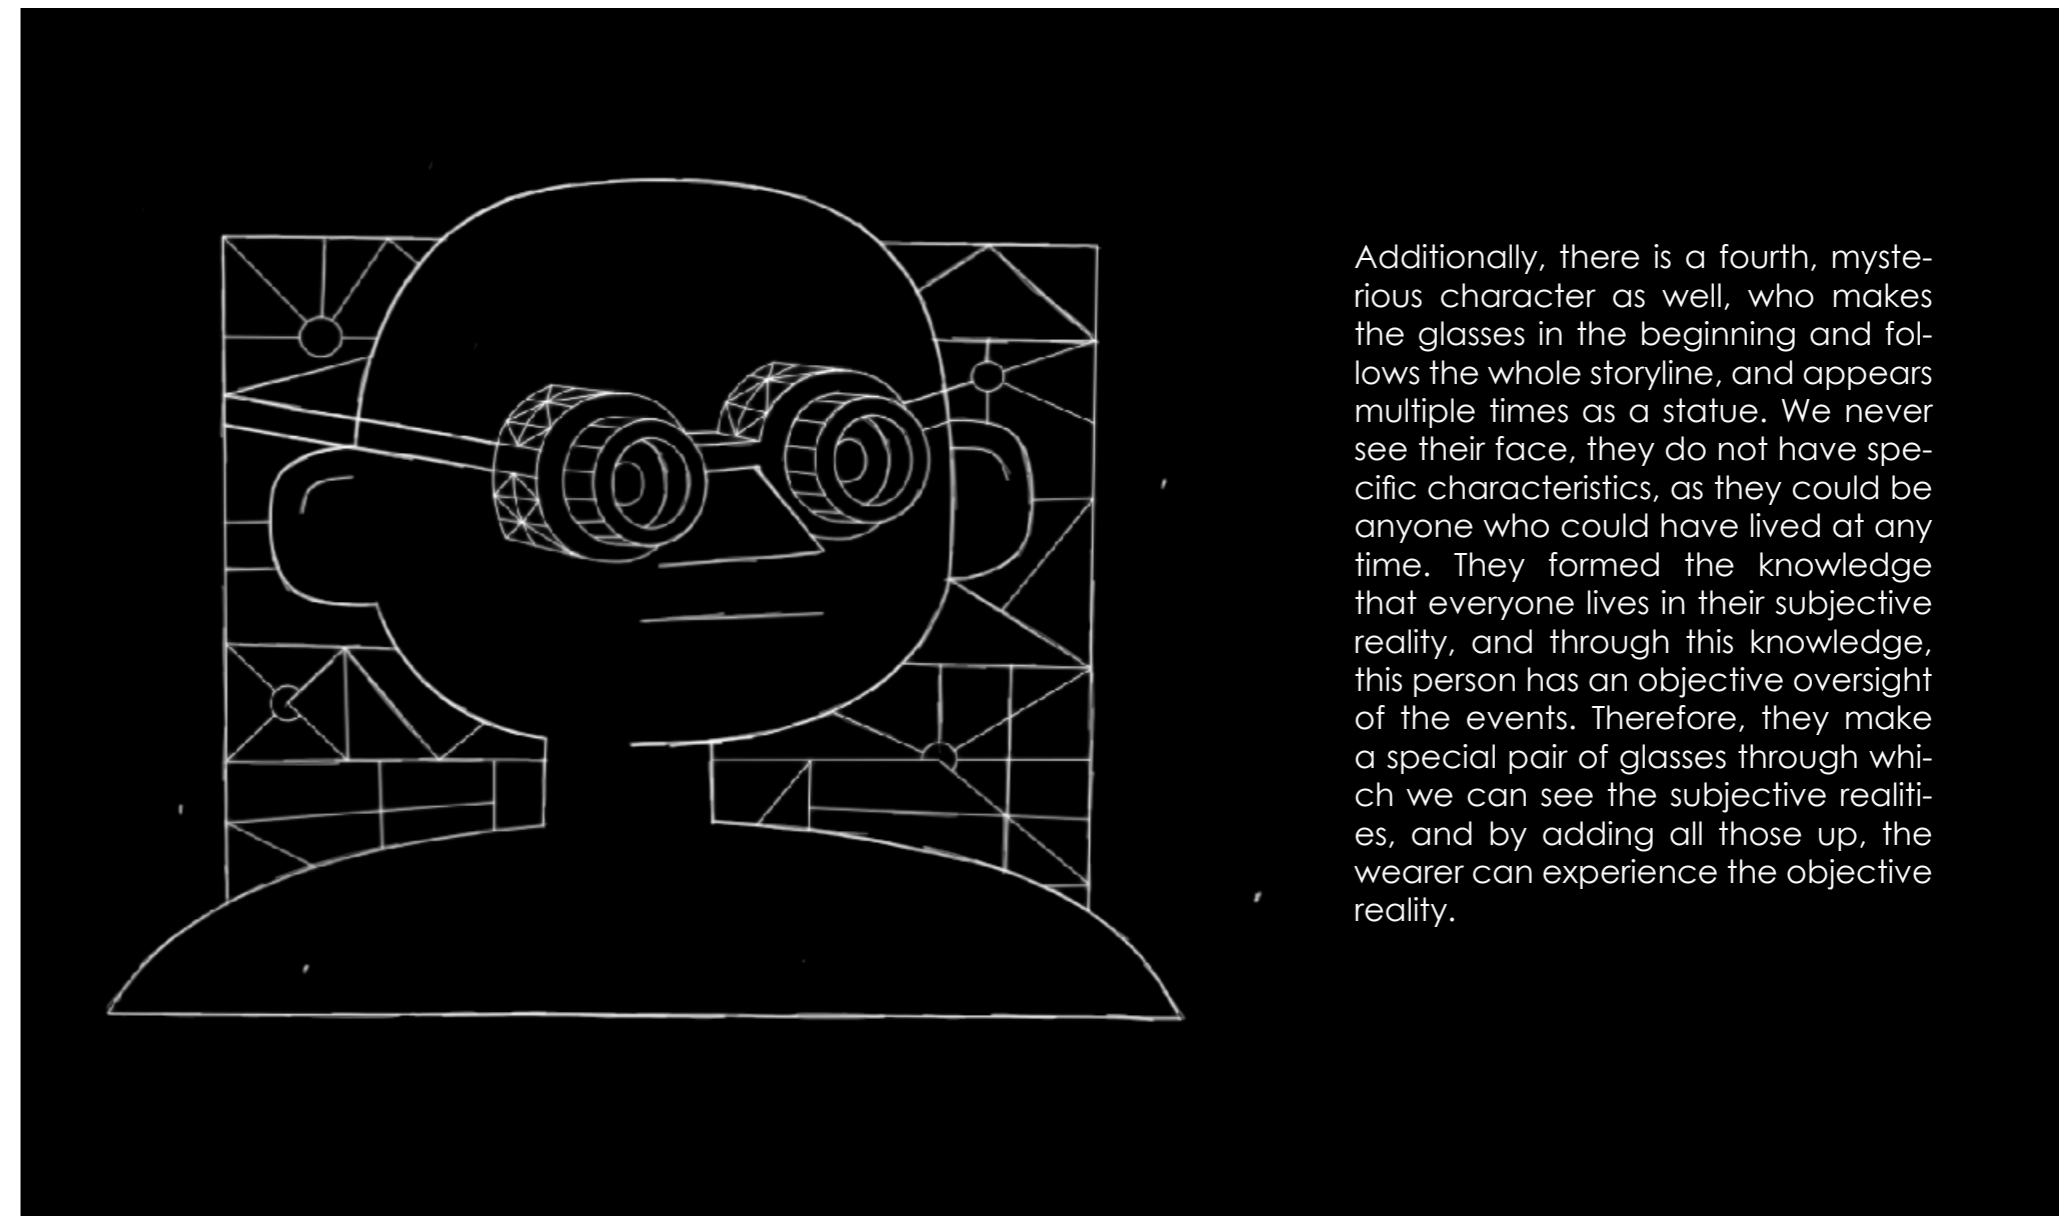 Additionally, there is a fourth, myste-
rious character as well, who makes
the glasses in the beginning and fol-
lows the whole storyline, and appears
multiple times as a statue. We never
see their face, they do not have spe-
cific characteristics, as they could be
anyone who could have lived at any
time. They formed the knowledge
that everyone lives in their subjective
reality, and through this knowledge,
this person has an objective oversight
of the events. Therefore, they make
a special pair of glasses through whi-
ch we can see the subjective realiti-
es, and by adding all those up, the
wearer can experience the objective
reality.